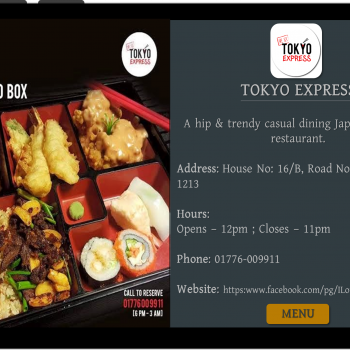 TOKYO
EXPRESS
BOX
CALL TO RESERVE
01776009911
(6 PM - 3 AM)
TOKYO
EXPRESS
TOKYO EXPRESS
A hip & trendy casual dining Jap
restaurant.
Address: House No: 16/B, Road No
1213
Hours:
Opens – 12pm ; Closes – 11pm
Phone: 01776-009911
Website: https:www.facebook.com/pg/ILo
MENU